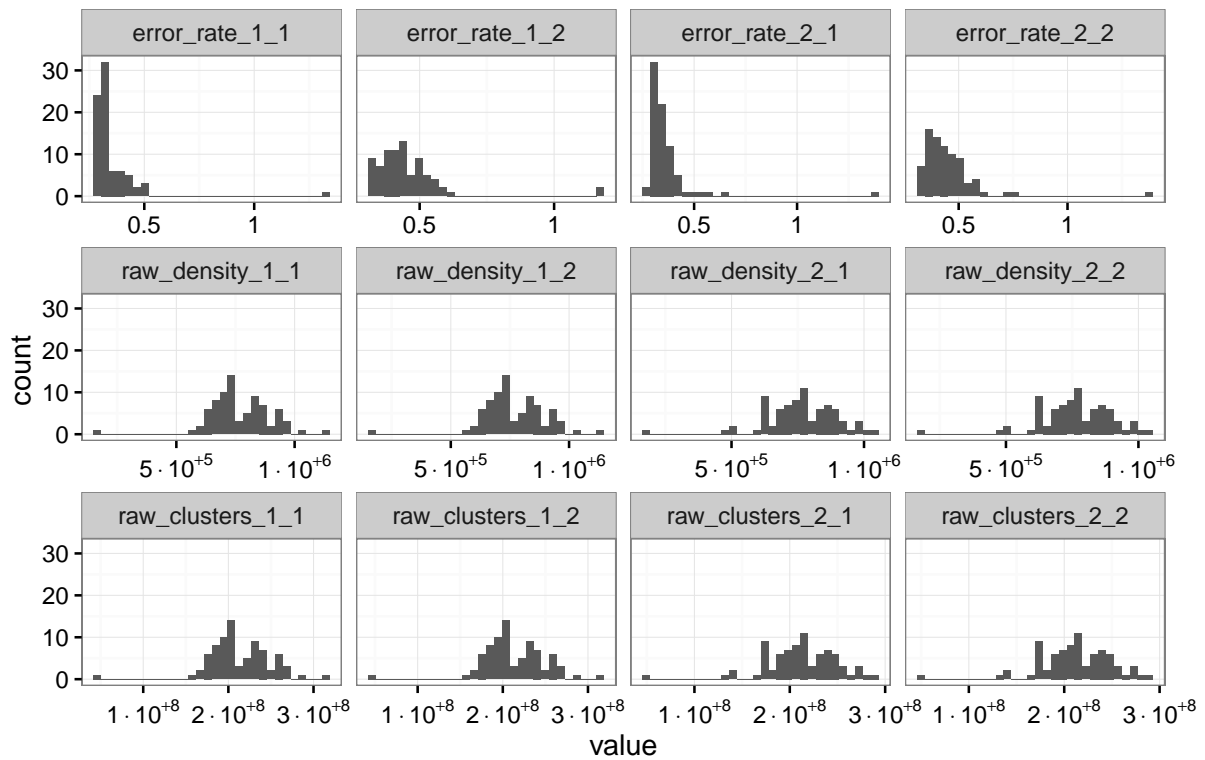 error_rate_1_1 error_rate_1_2 error_rate_2_1 error_rate_2_2
30
20
10
0
0.5 1 0.5 1 0.5 1 0.5 1
raw_density_1_1 raw_density_1_2 raw_density_2_1 raw_density_2_2
30
20
10
0
5 · 10⁺⁵ 1 · 10⁺⁶ 5 · 10⁺⁵ 1 · 10⁺⁶ 5 · 10⁺⁵ 1 · 10⁺⁶ 5 · 10⁺⁵ 1 · 10⁺⁶
raw_clusters_1_1 raw_clusters_1_2 raw_clusters_2_1 raw_clusters_2_2
30
20
10
0
1 · 10⁺⁸ 2 · 10⁺⁸ 3 · 10⁺⁸ 1 · 10⁺⁸ 2 · 10⁺⁸ 3 · 10⁺⁸ 1 · 10⁺⁸ 2 · 10⁺⁸ 3 · 10⁺⁸ 1 · 10⁺⁸ 2 · 10⁺⁸ 3 · 10⁺⁸
count
value